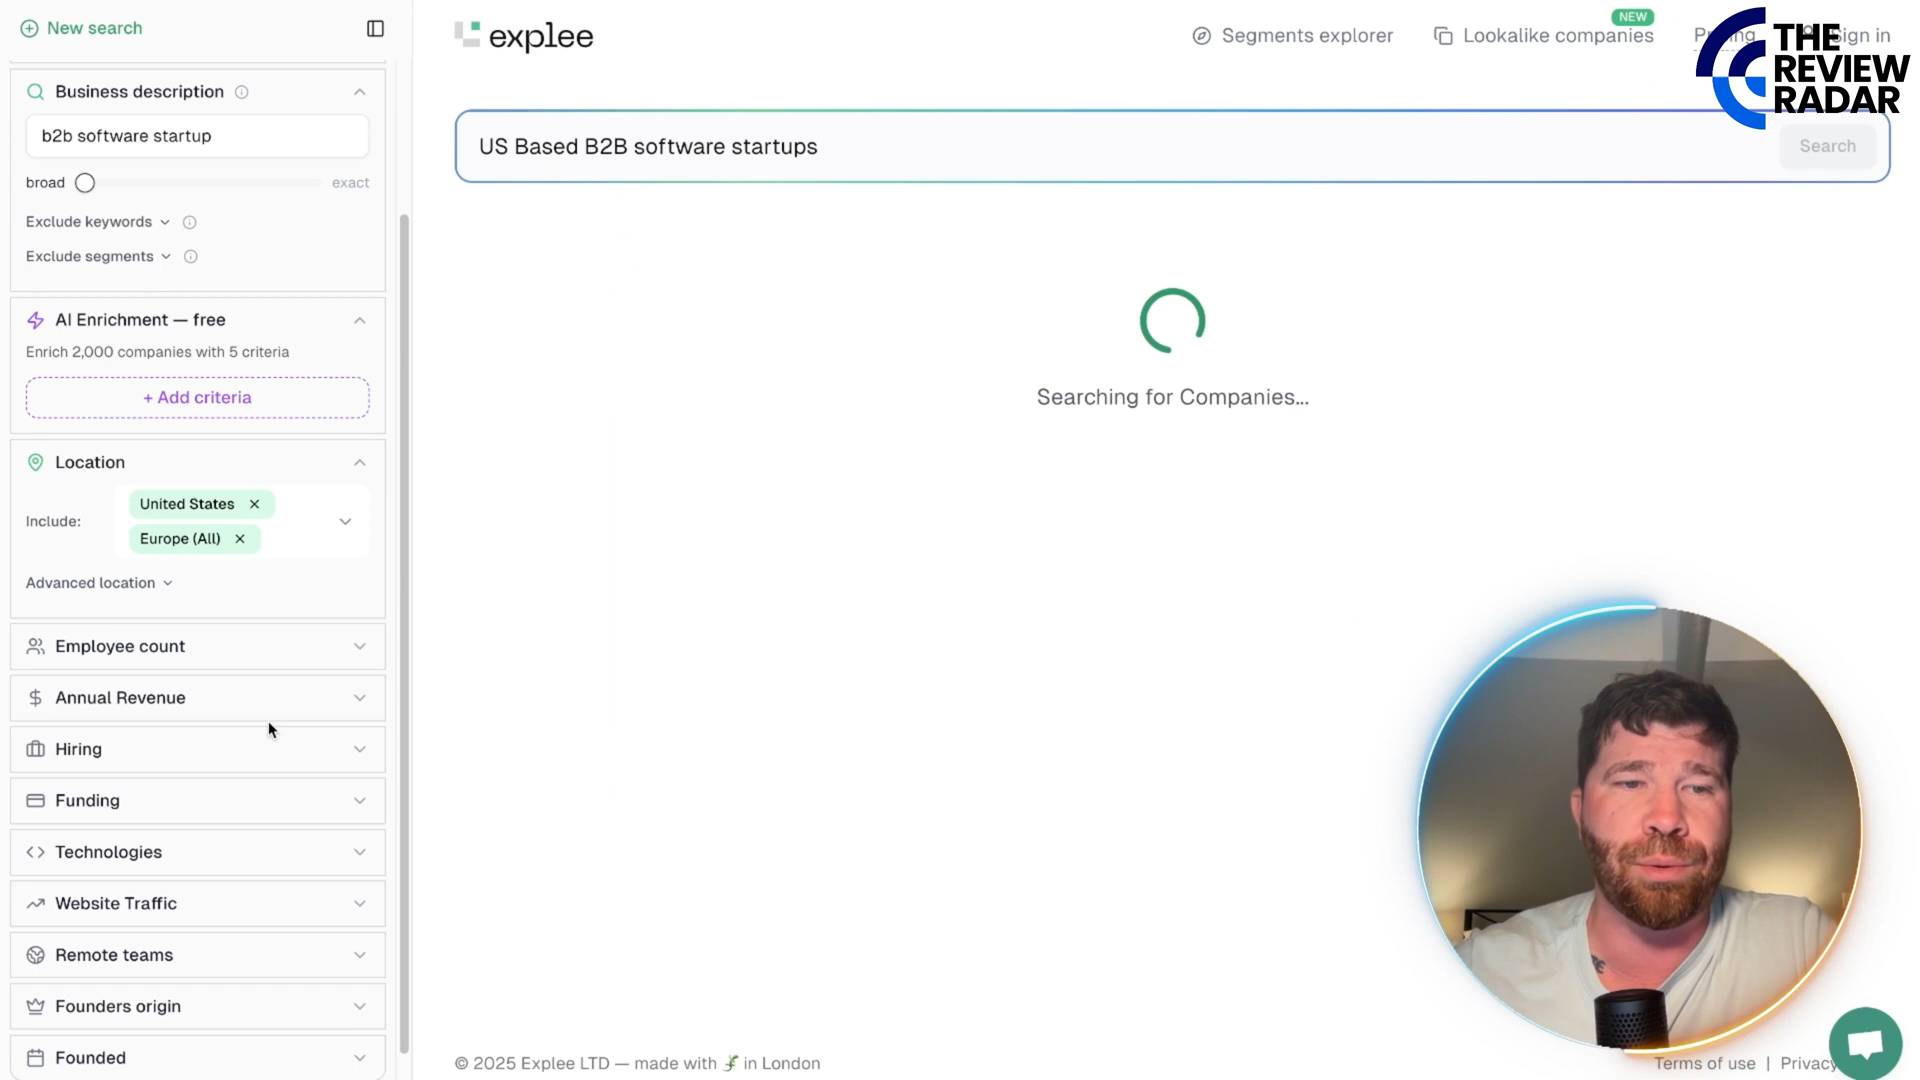 New search
Business description
b2b software startup
broad
exact
Exclude keywords
Exclude segments
AI Enrichment — free
Enrich 2,000 companies with 5 criteria
+ Add criteria
Location
Include:
United States
Europe (All)
Advanced location
Employee count
Annual Revenue
Hiring
Funding
Technologies
Website Traffic
Remote teams
Founders origin
Founded
explee
Segments explorer
NEW
Lookalike companies
Sign in
THE
REVIEW
RADAR
US Based B2B software startups
Search
Searching for Companies...
© 2025 Explee LTD — made with in London
Terms of use | Privacy